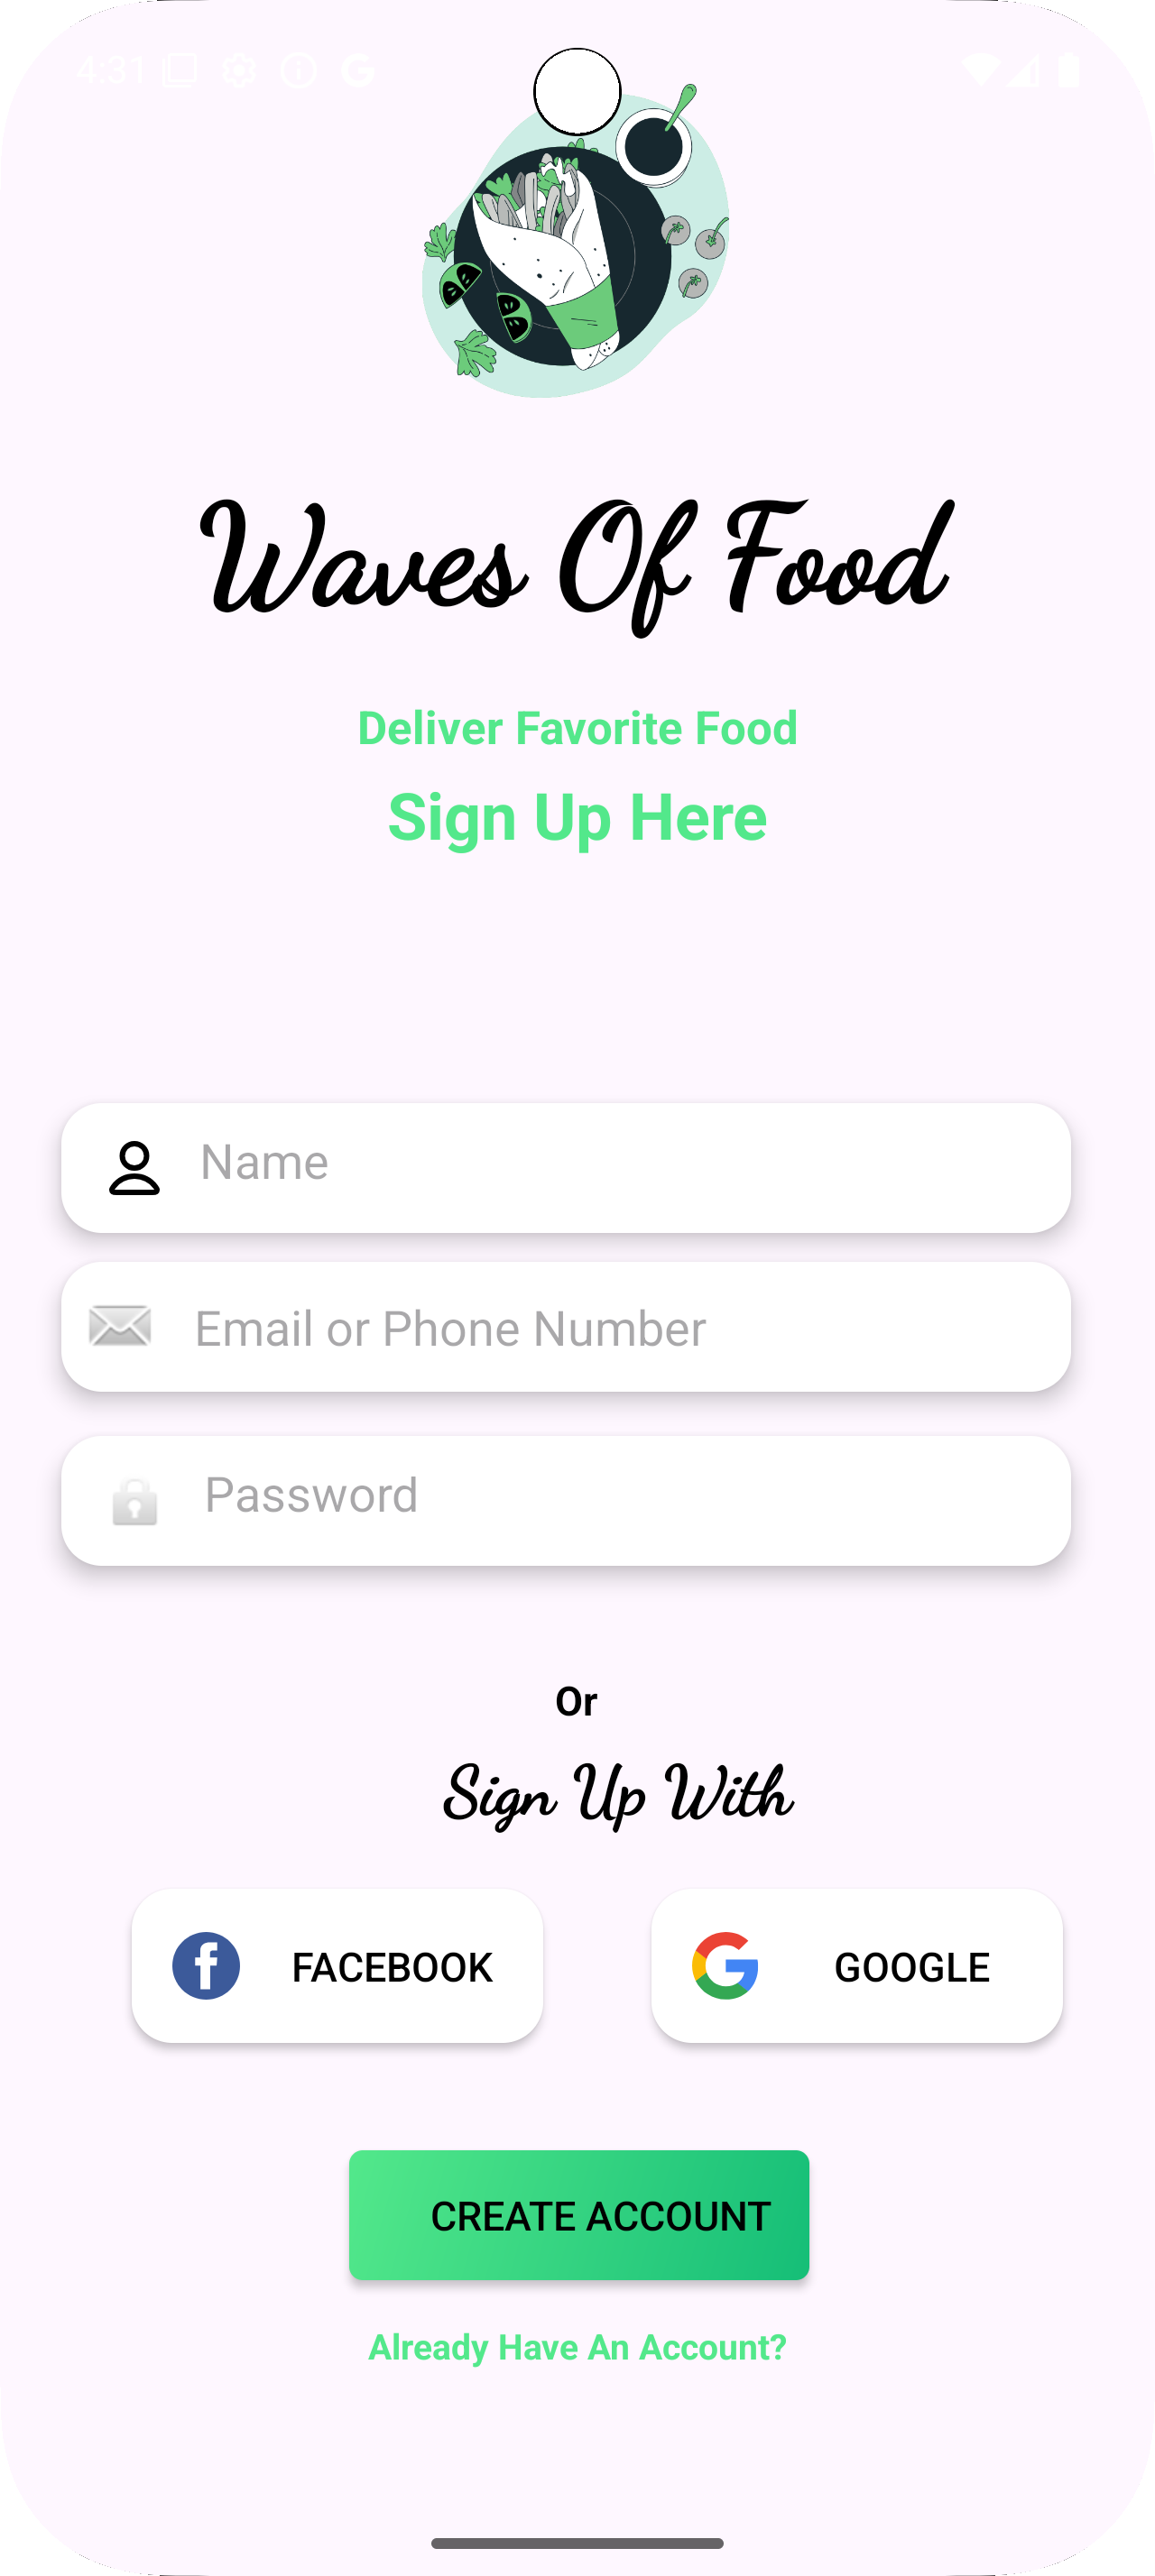 4:31
Waves Of Food
Deliver Favorite Food
Sign Up Here
Name
Email or Phone Number
Password
Or
Sign Up With
FACEBOOK
GOOGLE
CREATE ACCOUNT
Already Have An Account?